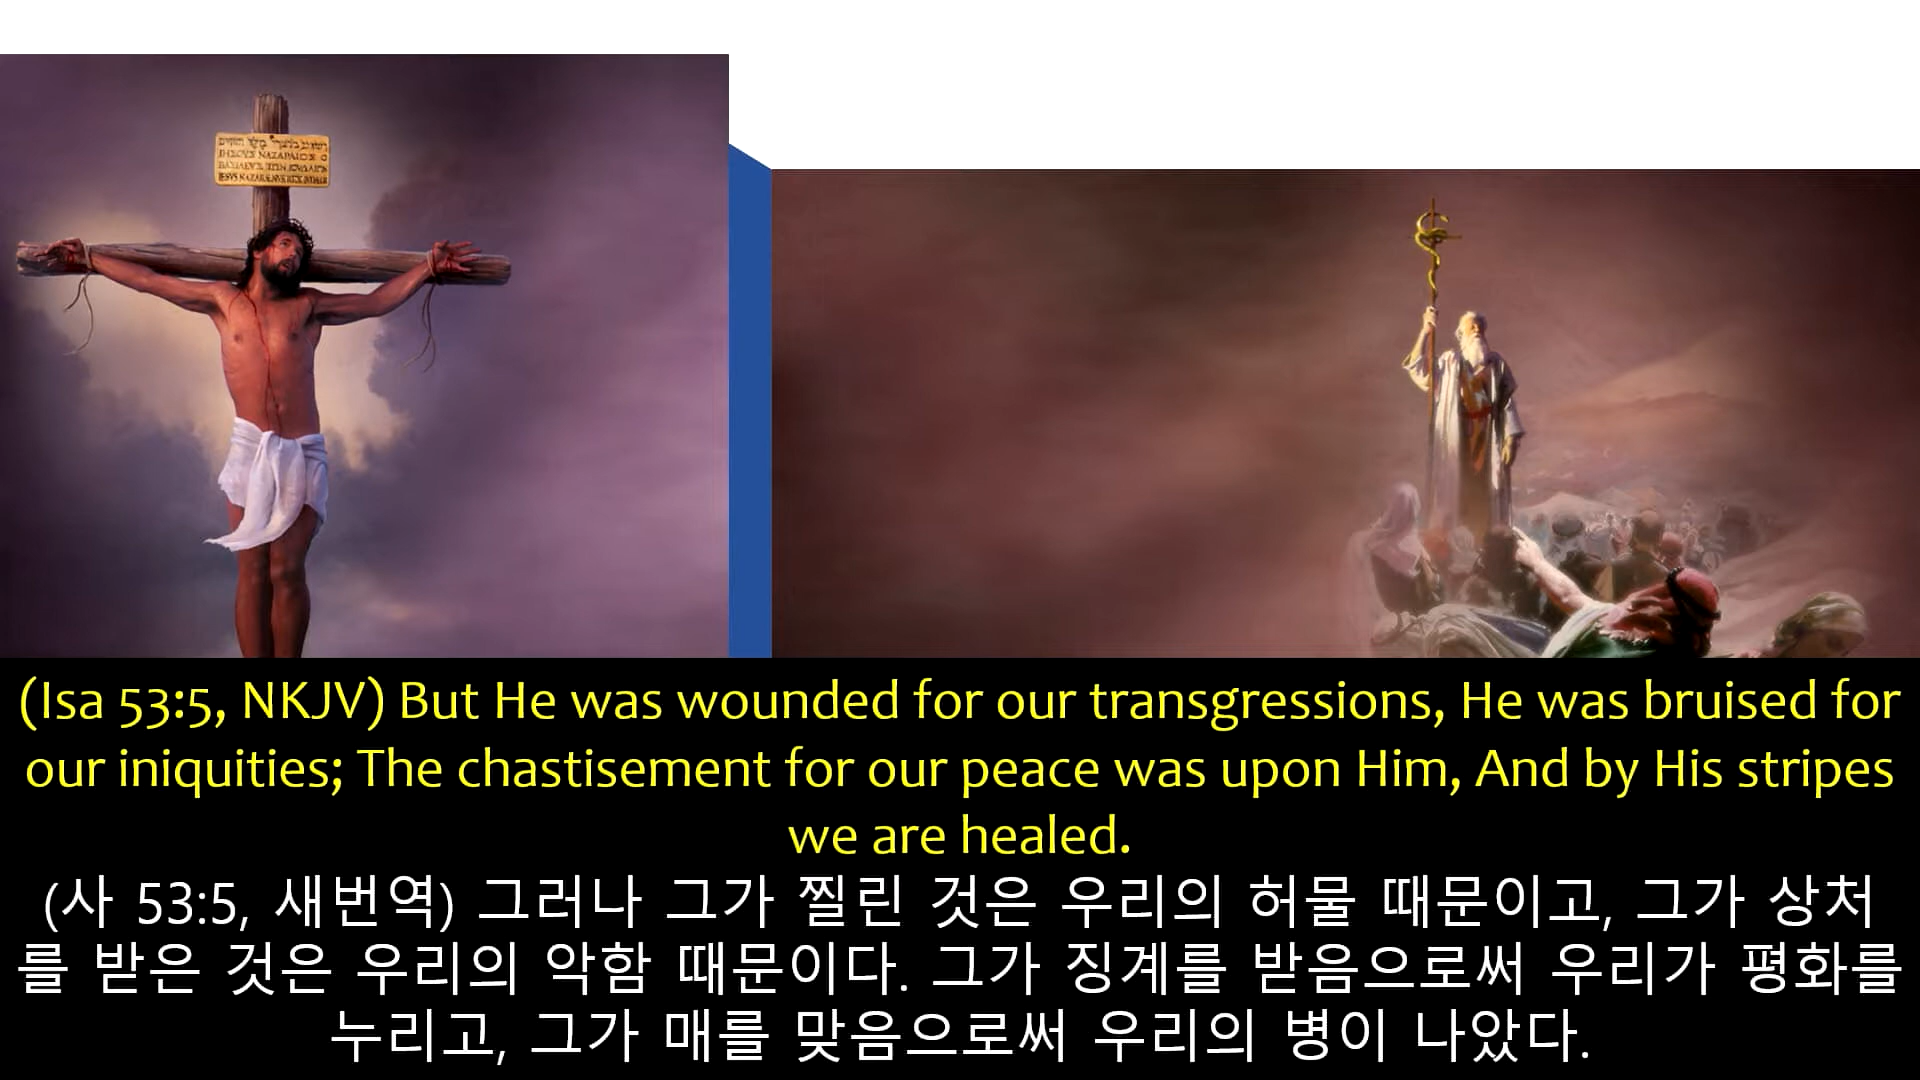 (Isa 53:5, NKJV) But He was wounded for our transgressions, He was bruised for
our iniquities; The chastisement for our peace was upon Him, And by His stripes
we are healed.
(사 53:5, 새번역) 그러나 그가 찔린 것은 우리의 허물 때문이고, 그가 상처
를 받은 것은 우리의 악함 때문이다. 그가 징계를 받음으로써 우리가 평화를
누리고, 그가 매를 맞음으로써 우리의 병이 나았다.